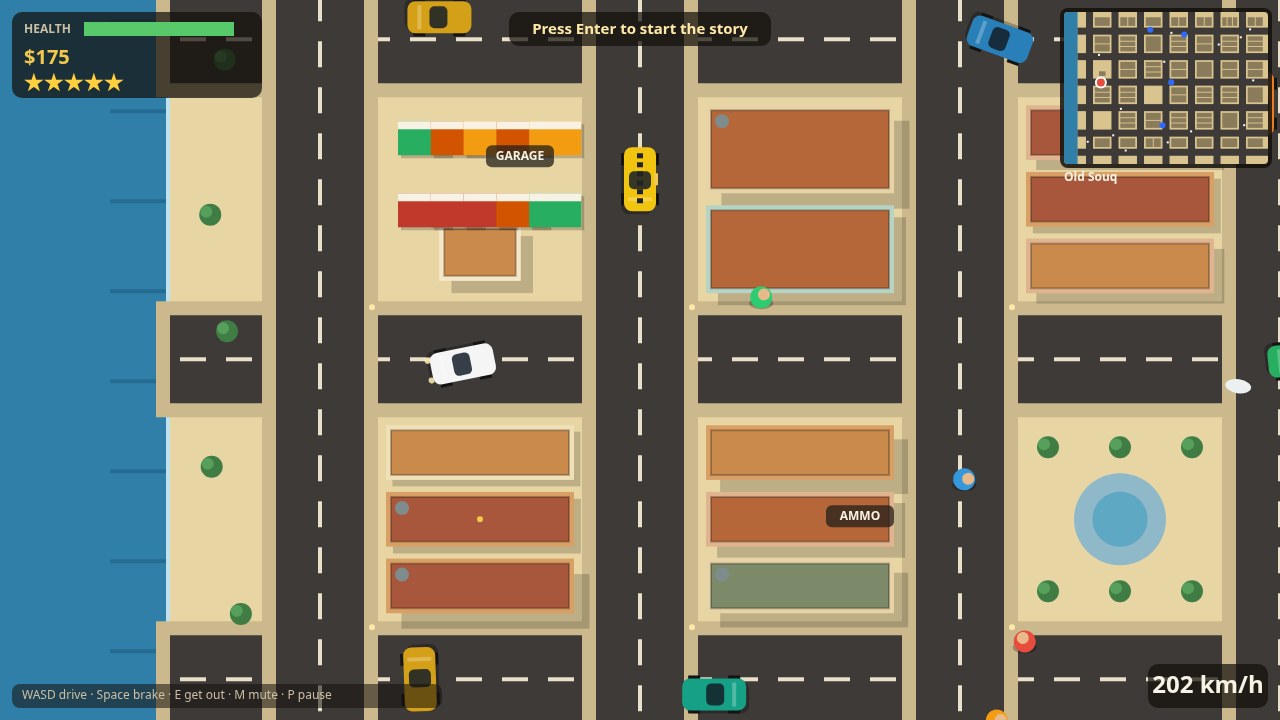 HEALTH
$175
★★★★★
Press Enter to start the story
GARAGE
Old Souq
AMMO
WASD drive · Space brake · E get out · M mute · P pause
202 km/h